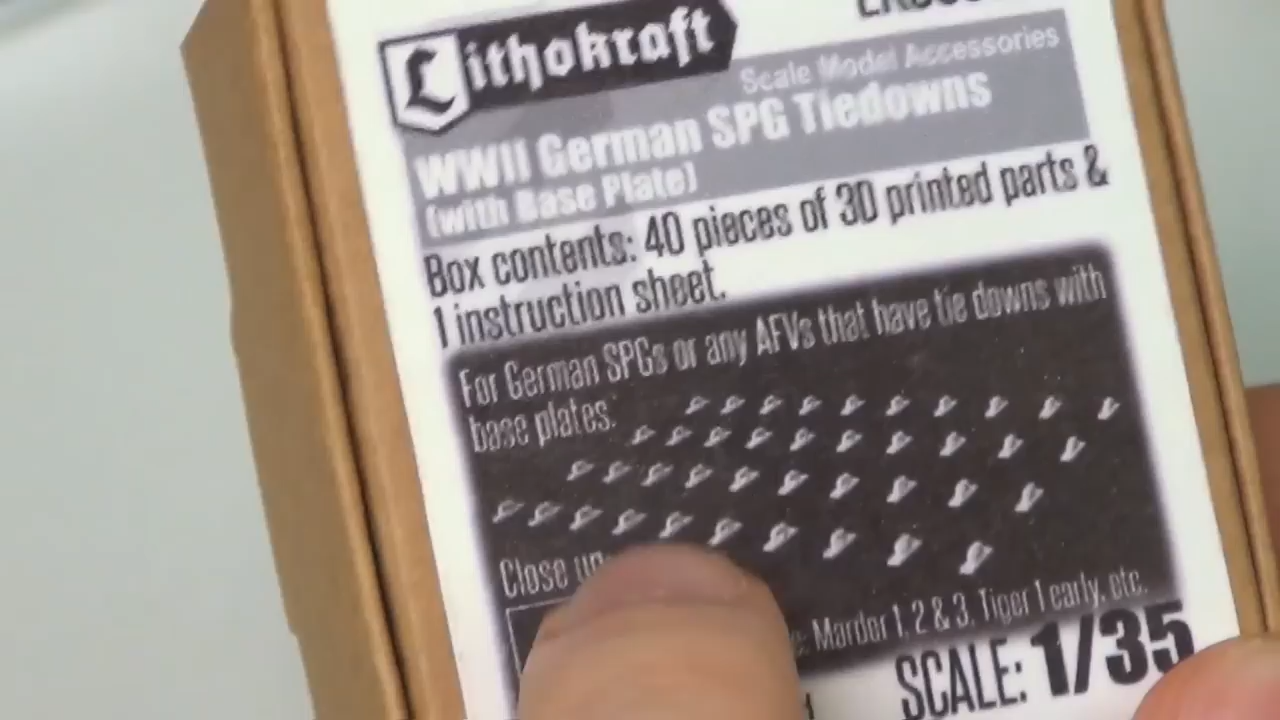 Lithokraft
Scale Model Accessories
WWII German SPG Tiedowns
(with Base Plate)
Box contents: 40 pieces of 3D printed parts &
1 instruction sheet.
For German SPGs or any AFVs that have tie downs with
base plates.
Close up
Marder 1, 2 & 3, Tiger 1 early, etc.
SCALE: 1/35